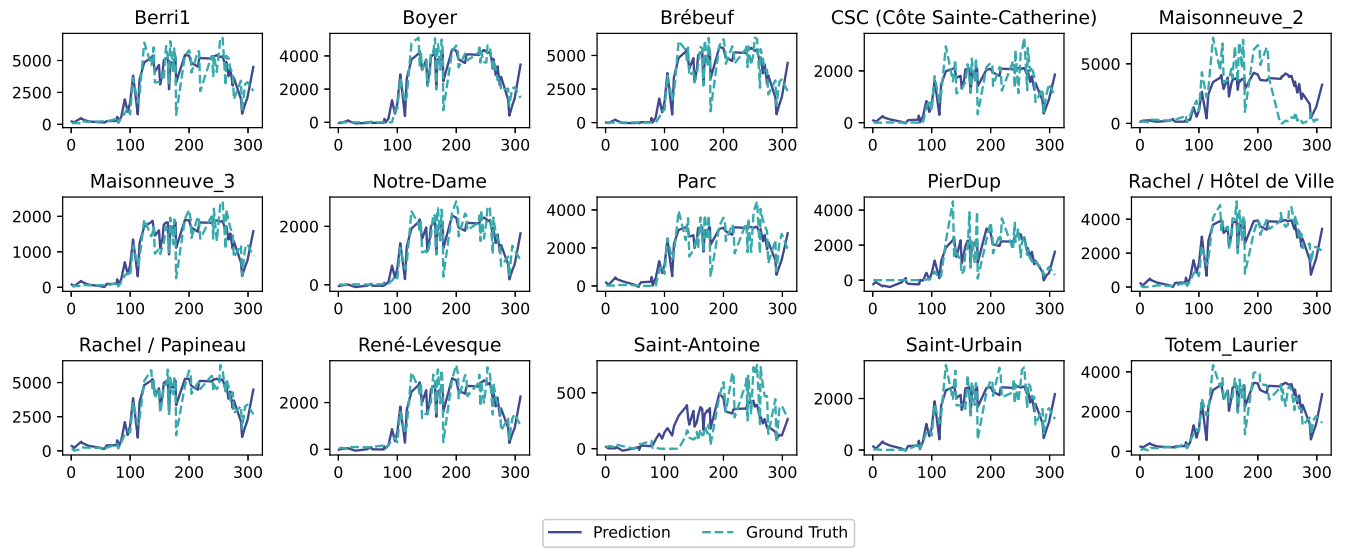 Berri1 Boyer Brébeuf CSC (Côte Sainte-Catherine) Maisonneuve_2
5000 2500 0
4000 2000 0
5000 2500 0
2000 0
5000 0
0 100 200 300 0 100 200 300 0 100 200 300 0 100 200 300 0 100 200 300
Maisonneuve_3 Notre-Dame Parc PierDup Rachel / Hôtel de Ville
2000 1000 0
2000 0
4000 2000 0
4000 2000 0
4000 2000 0
0 100 200 300 0 100 200 300 0 100 200 300 0 100 200 300 0 100 200 300
Rachel / Papineau René-Lévesque Saint-Antoine Saint-Urbain Totem_Laurier
5000 2500 0
2000 0
500 0
2000 0
4000 2000 0
0 100 200 300 0 100 200 300 0 100 200 300 0 100 200 300 0 100 200 300
Prediction Ground Truth